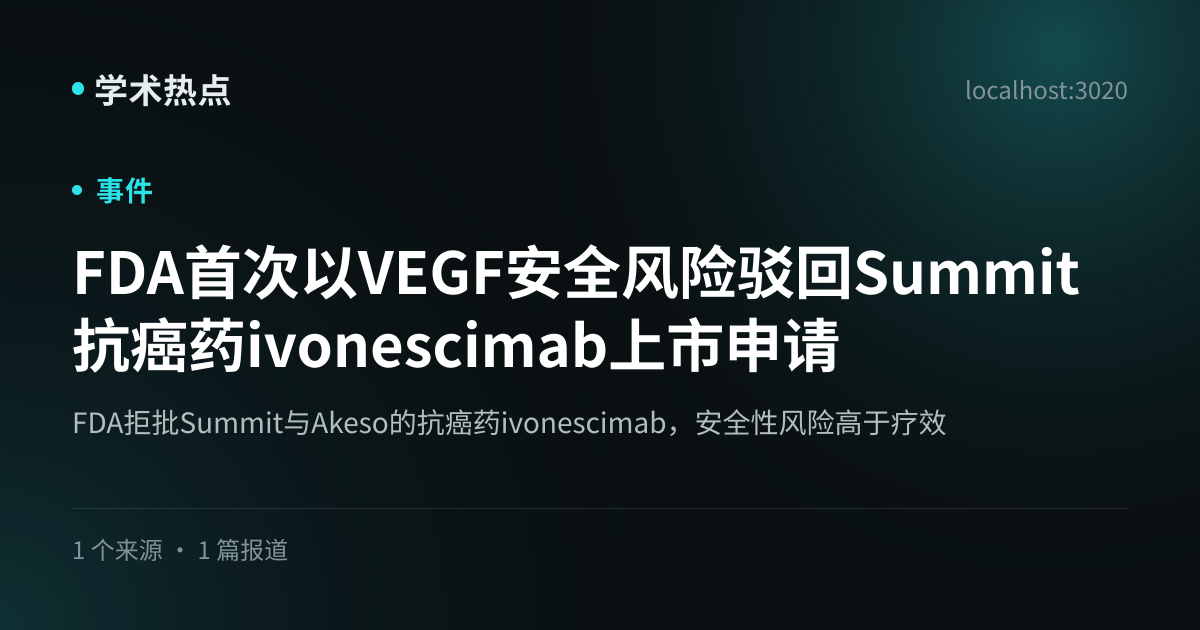 学术热点
localhost:3020
事件
FDA首次以VEGF安全风险驳回Summit
抗癌药ivonescimab上市申请
FDA拒批Summit与Akeso的抗癌药ivonescimab，安全性风险高于疗效
1 个来源 · 1 篇报道